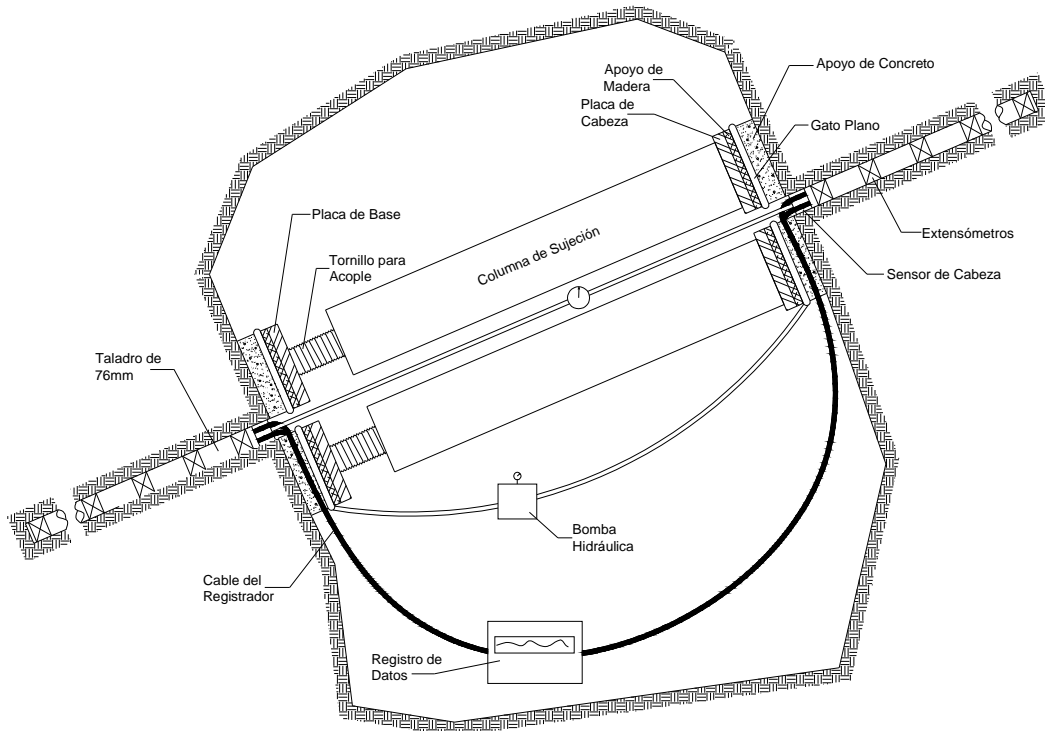 Apoyo de
Madera
Placa de
Cabeza
Apoyo de Concreto
Gato Plano
Placa de Base
Tornillo para
Acople
Columna de Sujeción
Extensómetros
Sensor de Cabeza
Taladro de
76mm
Bomba
Hidráulica
Cable del
Registrador
Registro de
Datos